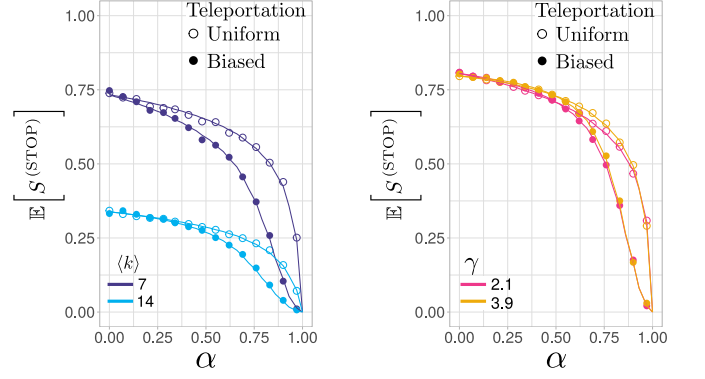 Teleportation
Uniform
Biased
1.00
0.75
0.50
0.25
0.00
𝔼[S^(STOP)]
⟨k⟩
7
14
0.00
0.25
0.50
0.75
1.00
α
Teleportation
Uniform
Biased
1.00
0.75
0.50
0.25
0.00
𝔼[S^(STOP)]
γ
2.1
3.9
0.00
0.25
0.50
0.75
1.00
α